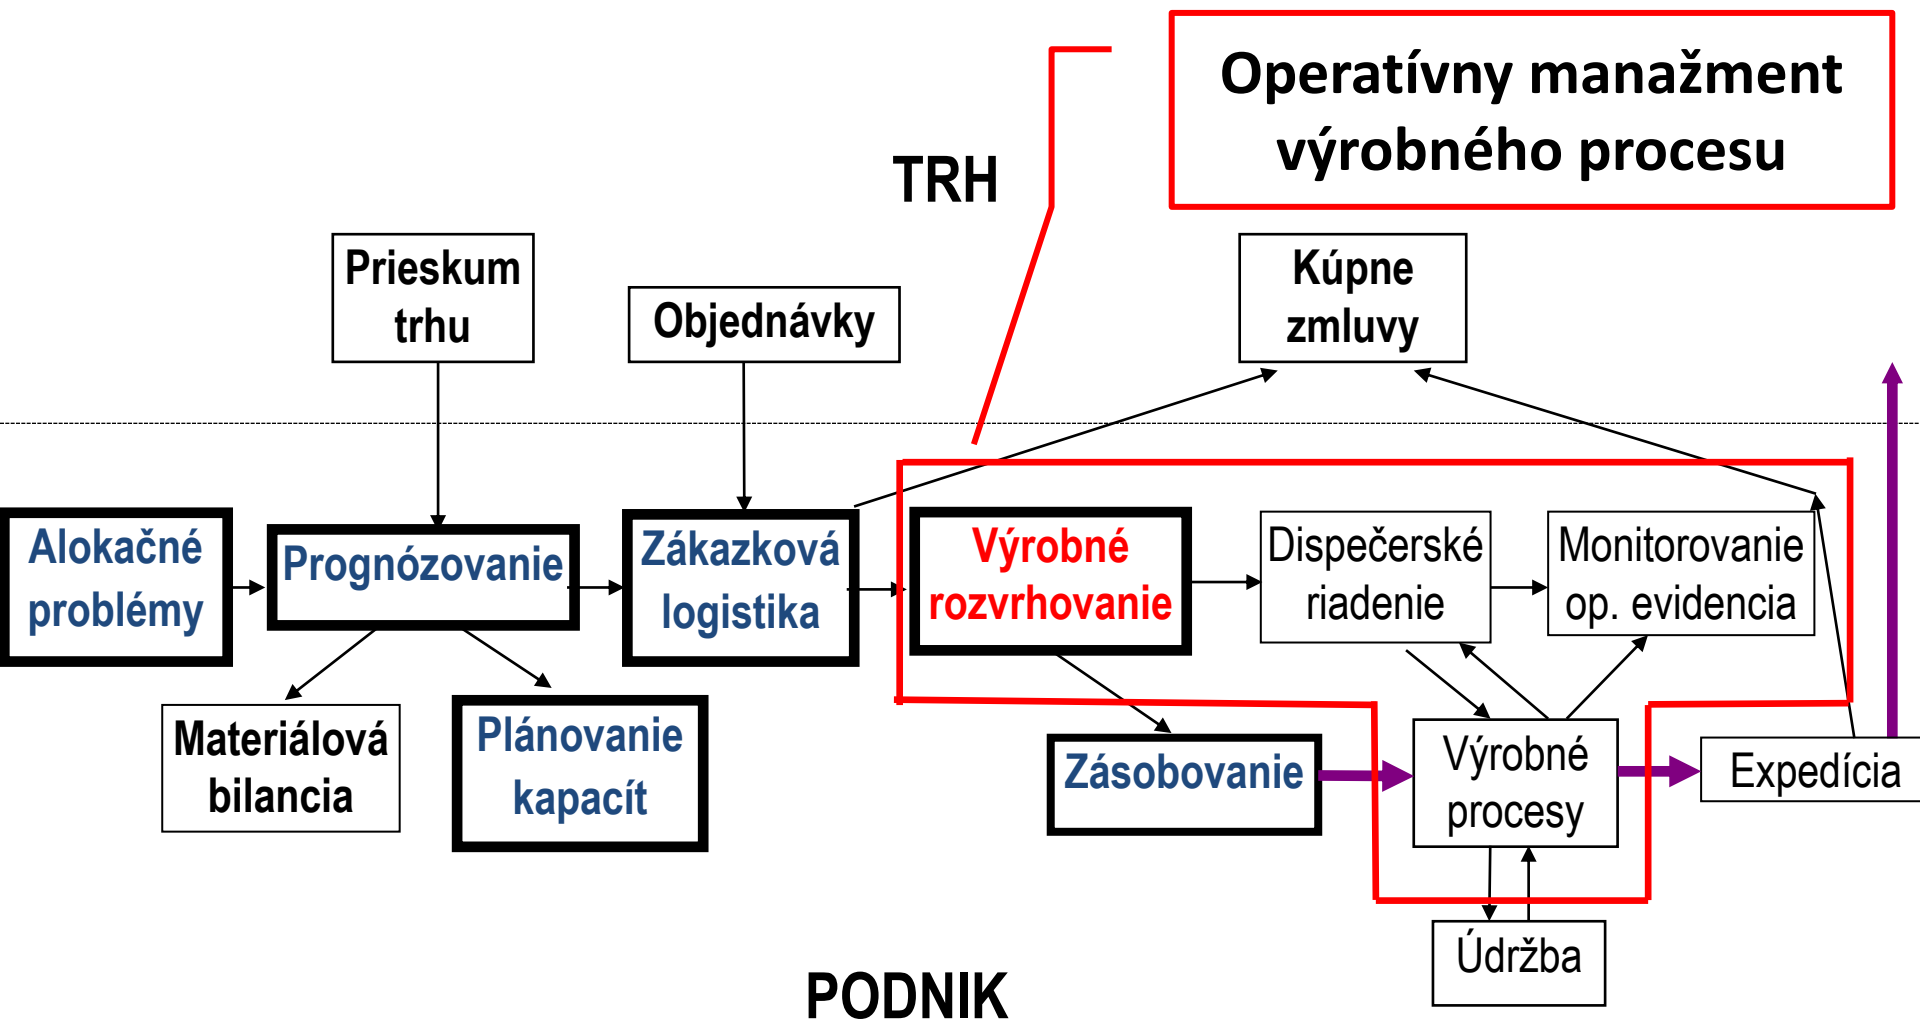 Operatívny manažment
výrobného procesu
TRH
Prieskum
trhu
Objednávky
Kúpne
zmluvy
Alokačné
problémy
Prognózovanie
Zákazková
logistika
Výrobné
rozvrhovanie
Dispečerské
riadenie
Monitorovanie
op. evidencia
Materiálová
bilancia
Plánovanie
kapacít
Zásobovanie
Výrobné
procesy
Expedícia
Údržba
PODNIK